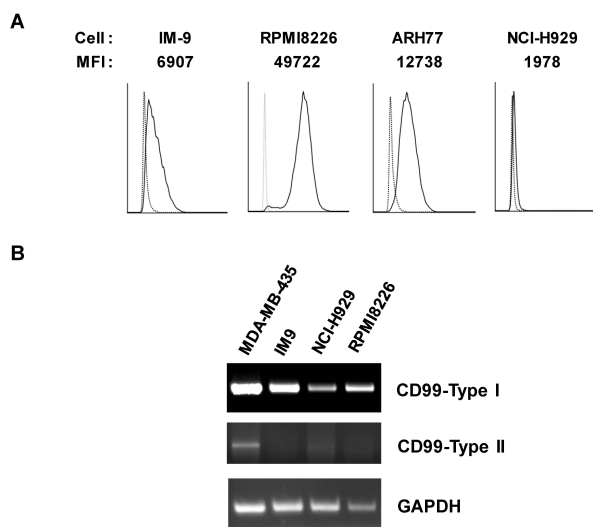 A
Cell : IM-9 RPMI8226 ARH77 NCI-H929
MFI: 6907 49722 12738 1978
B
MDA-MB-435 IM9 NCI-H929 RPMI8226
CD99-Type I
CD99-Type II
GAPDH